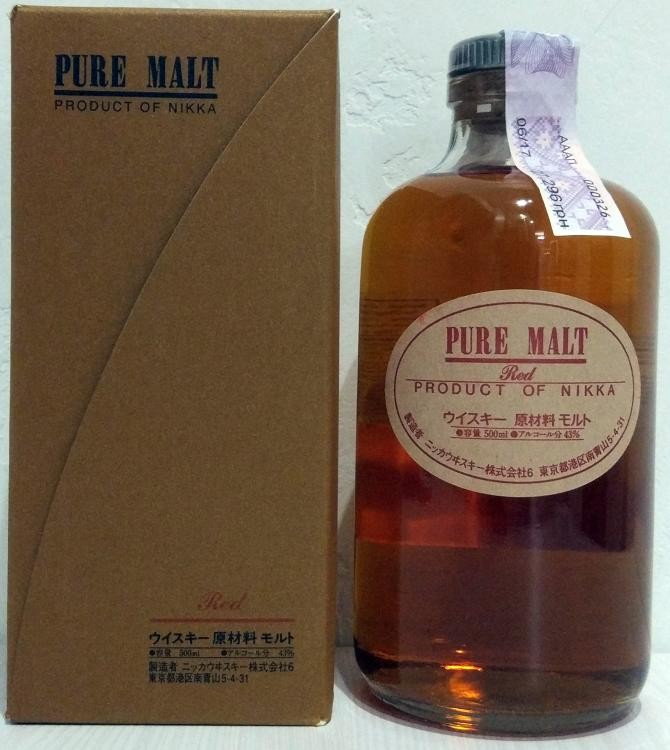 PURE MALT
PRODUCT OF NIKKA
Red
ウイスキー 原材料 モルト
●容量 500ml ●アルコール分 43%
製造者 ニッカウヰスキー株式会社6
東京都港区南青山5-4-31
06/17
АААП 000326
296грн
PURE MALT
Red
PRODUCT OF NIKKA
ウイスキー 原材料 モルト
●容量 500ml ●アルコール分 43%
製造者 ニッカウヰスキー株式会社6 東京都港区南青山5-4-31